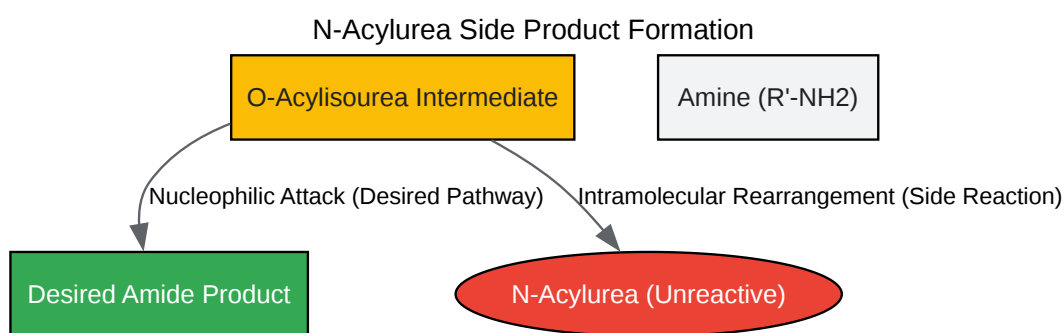 N-Acylurea Side Product Formation
O-Acylisourea Intermediate
Amine (R'-NH2)
Nucleophilic Attack (Desired Pathway)
Intramolecular Rearrangement (Side Reaction)
Desired Amide Product
N-Acylurea (Unreactive)